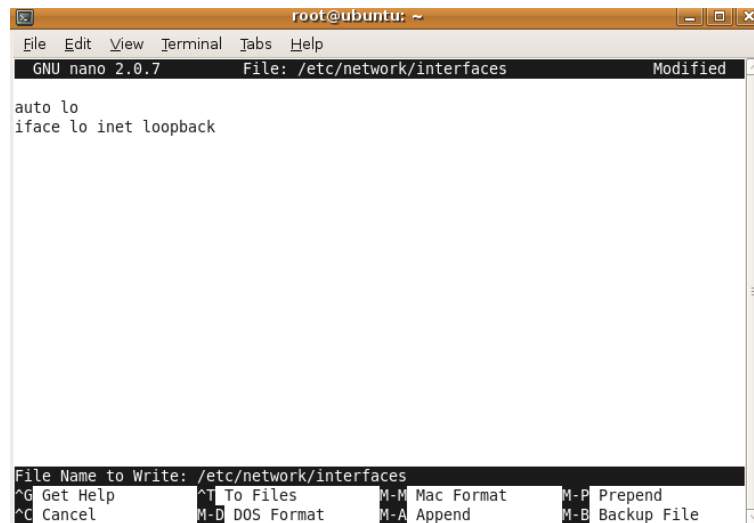 root@ubuntu: ~
File Edit View Terminal Tabs Help
GNU nano 2.0.7 File: /etc/network/interfaces Modified
auto lo
iface lo inet loopback
File Name to Write: /etc/network/interfaces
^G Get Help ^T To Files M-M Mac Format M-P Prepend
^C Cancel M-D DOS Format M-A Append M-B Backup File